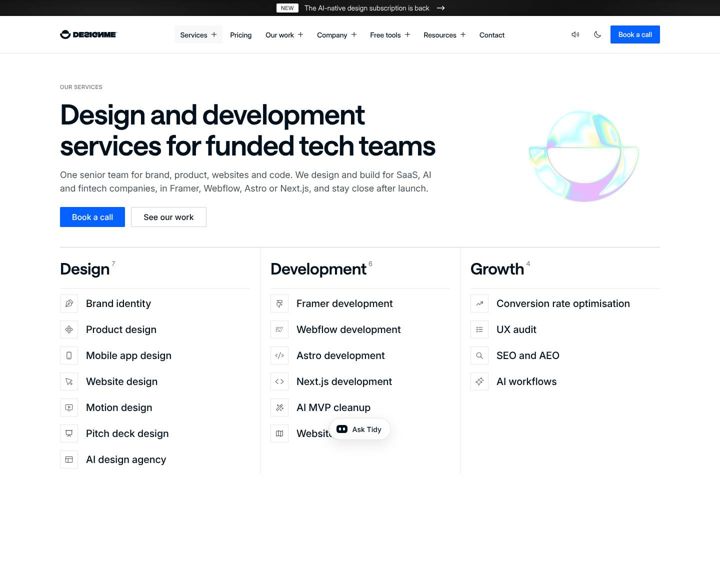 NEW The AI-native design subscription is back
DESIGNME
Services
Pricing
Our work
Company
Free tools
Resources
Contact
Book a call
OUR SERVICES
Design and development
services for funded tech teams
One senior team for brand, product, websites and code. We design and build for SaaS, AI
and fintech companies, in Framer, Webflow, Astro or Next.js, and stay close after launch.
Book a call
See our work
Design 7
Brand identity
Product design
Mobile app design
Website design
Motion design
Pitch deck design
AI design agency
Development 6
Framer development
Webflow development
Astro development
Next.js development
AI MVP cleanup
Ask Tidy
Growth 4
Conversion rate optimisation
UX audit
SEO and AEO
AI workflows